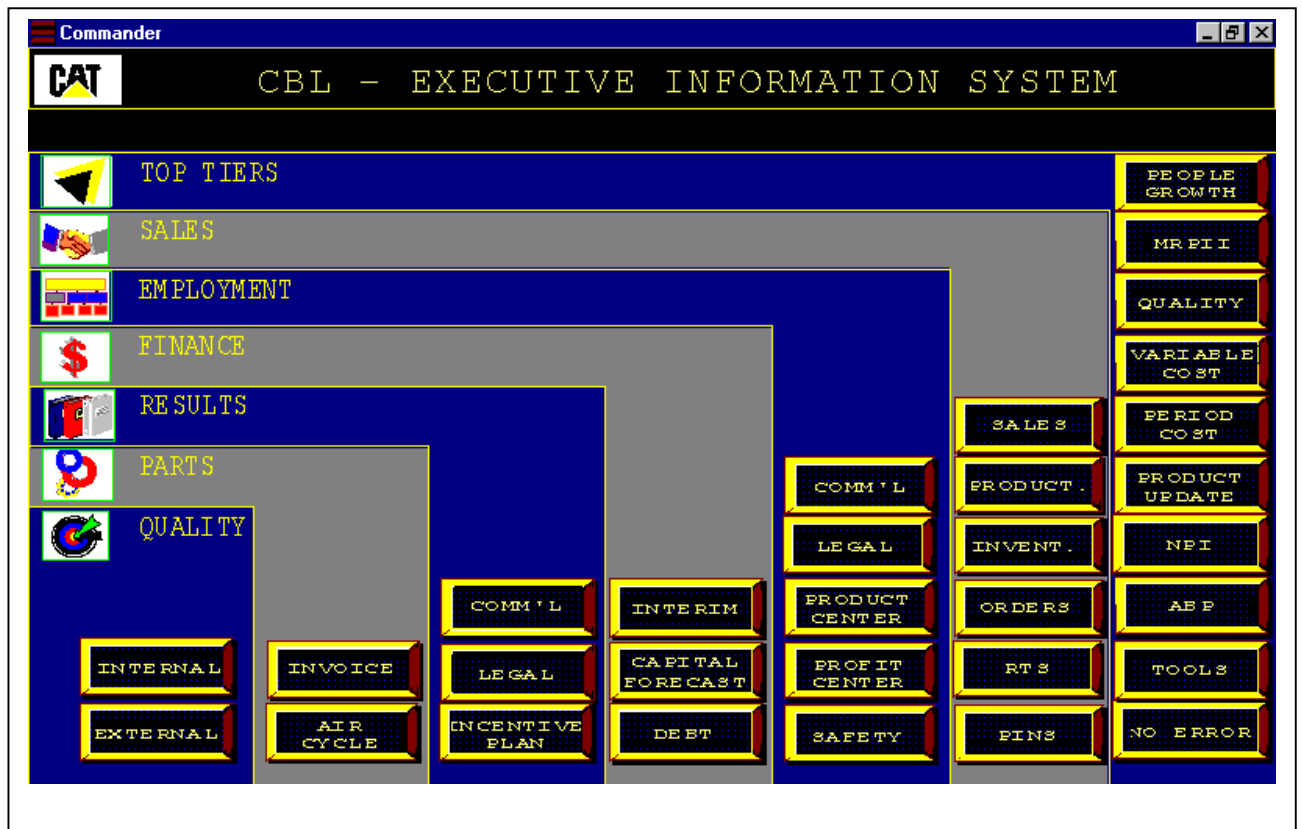 Commander
CAT
CBL - EXECUTIVE INFORMATION SYSTEM
TOP TIERS
SALES
EMPLOYMENT
FINANCE
RESULTS
PARTS
QUALITY
INTERNAL
EXTERNAL
INVOICE
AIR
CYCLE
COMM'L
LEGAL
INCENTIVE
PLAN
INTERIM
CAPITAL
FORECAST
DEBT
COMM'L
LEGAL
PRODUCT
CENTER
PROFIT
CENTER
SAFETY
SALES
PRODUCT.
INVENT.
ORDERS
RTS
PINS
PEOPLE
GROWTH
MRPII
QUALITY
VARIABLE
COST
PERIOD
COST
PRODUCT
UPDATE
NPI
ABP
TOOLS
NO ERROR